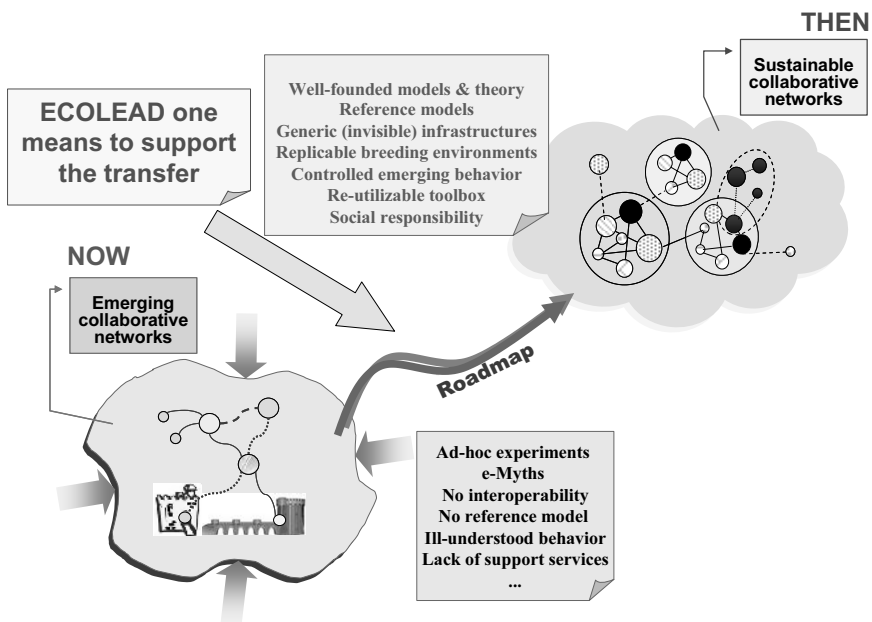 THEN
Sustainable
collaborative
networks
Well-founded models & theory
Reference models
Generic (invisible) infrastructures
Replicable breeding environments
Controlled emerging behavior
Re-utilizable toolbox
Social responsibility
ECOLEAD one
means to support
the transfer
NOW
Emerging
collaborative
networks
Roadmap
Ad-hoc experiments
e-Myths
No interoperability
No reference model
Ill-understood behavior
Lack of support services
...